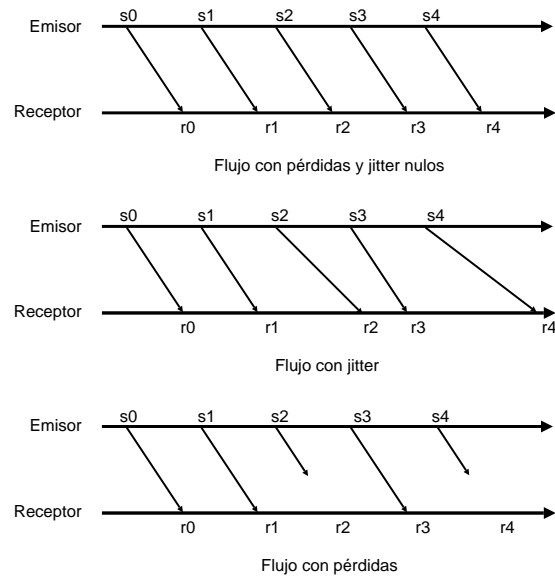 s0 s1 s2 s3 s4
Emisor
Receptor
r0 r1 r2 r3 r4
Flujo con pérdidas y jitter nulos
s0 s1 s2 s3 s4
Emisor
Receptor
r0 r1 r2 r3 r4
Flujo con jitter
s0 s1 s2 s3 s4
Emisor
Receptor
r0 r1 r2 r3 r4
Flujo con pérdidas